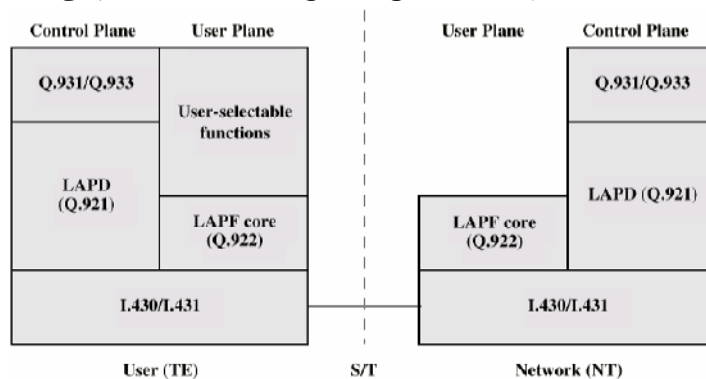 Control Plane User Plane User Plane Control Plane
Q.931/Q.933 Q.931/Q.933
User-selectable
functions
LAPD
(Q.921)
LAPD (Q.921)
LAPF core
(Q.922)
LAPF core
(Q.922)
I.430/I.431 I.430/I.431
User (TE) S/T Network (NT)